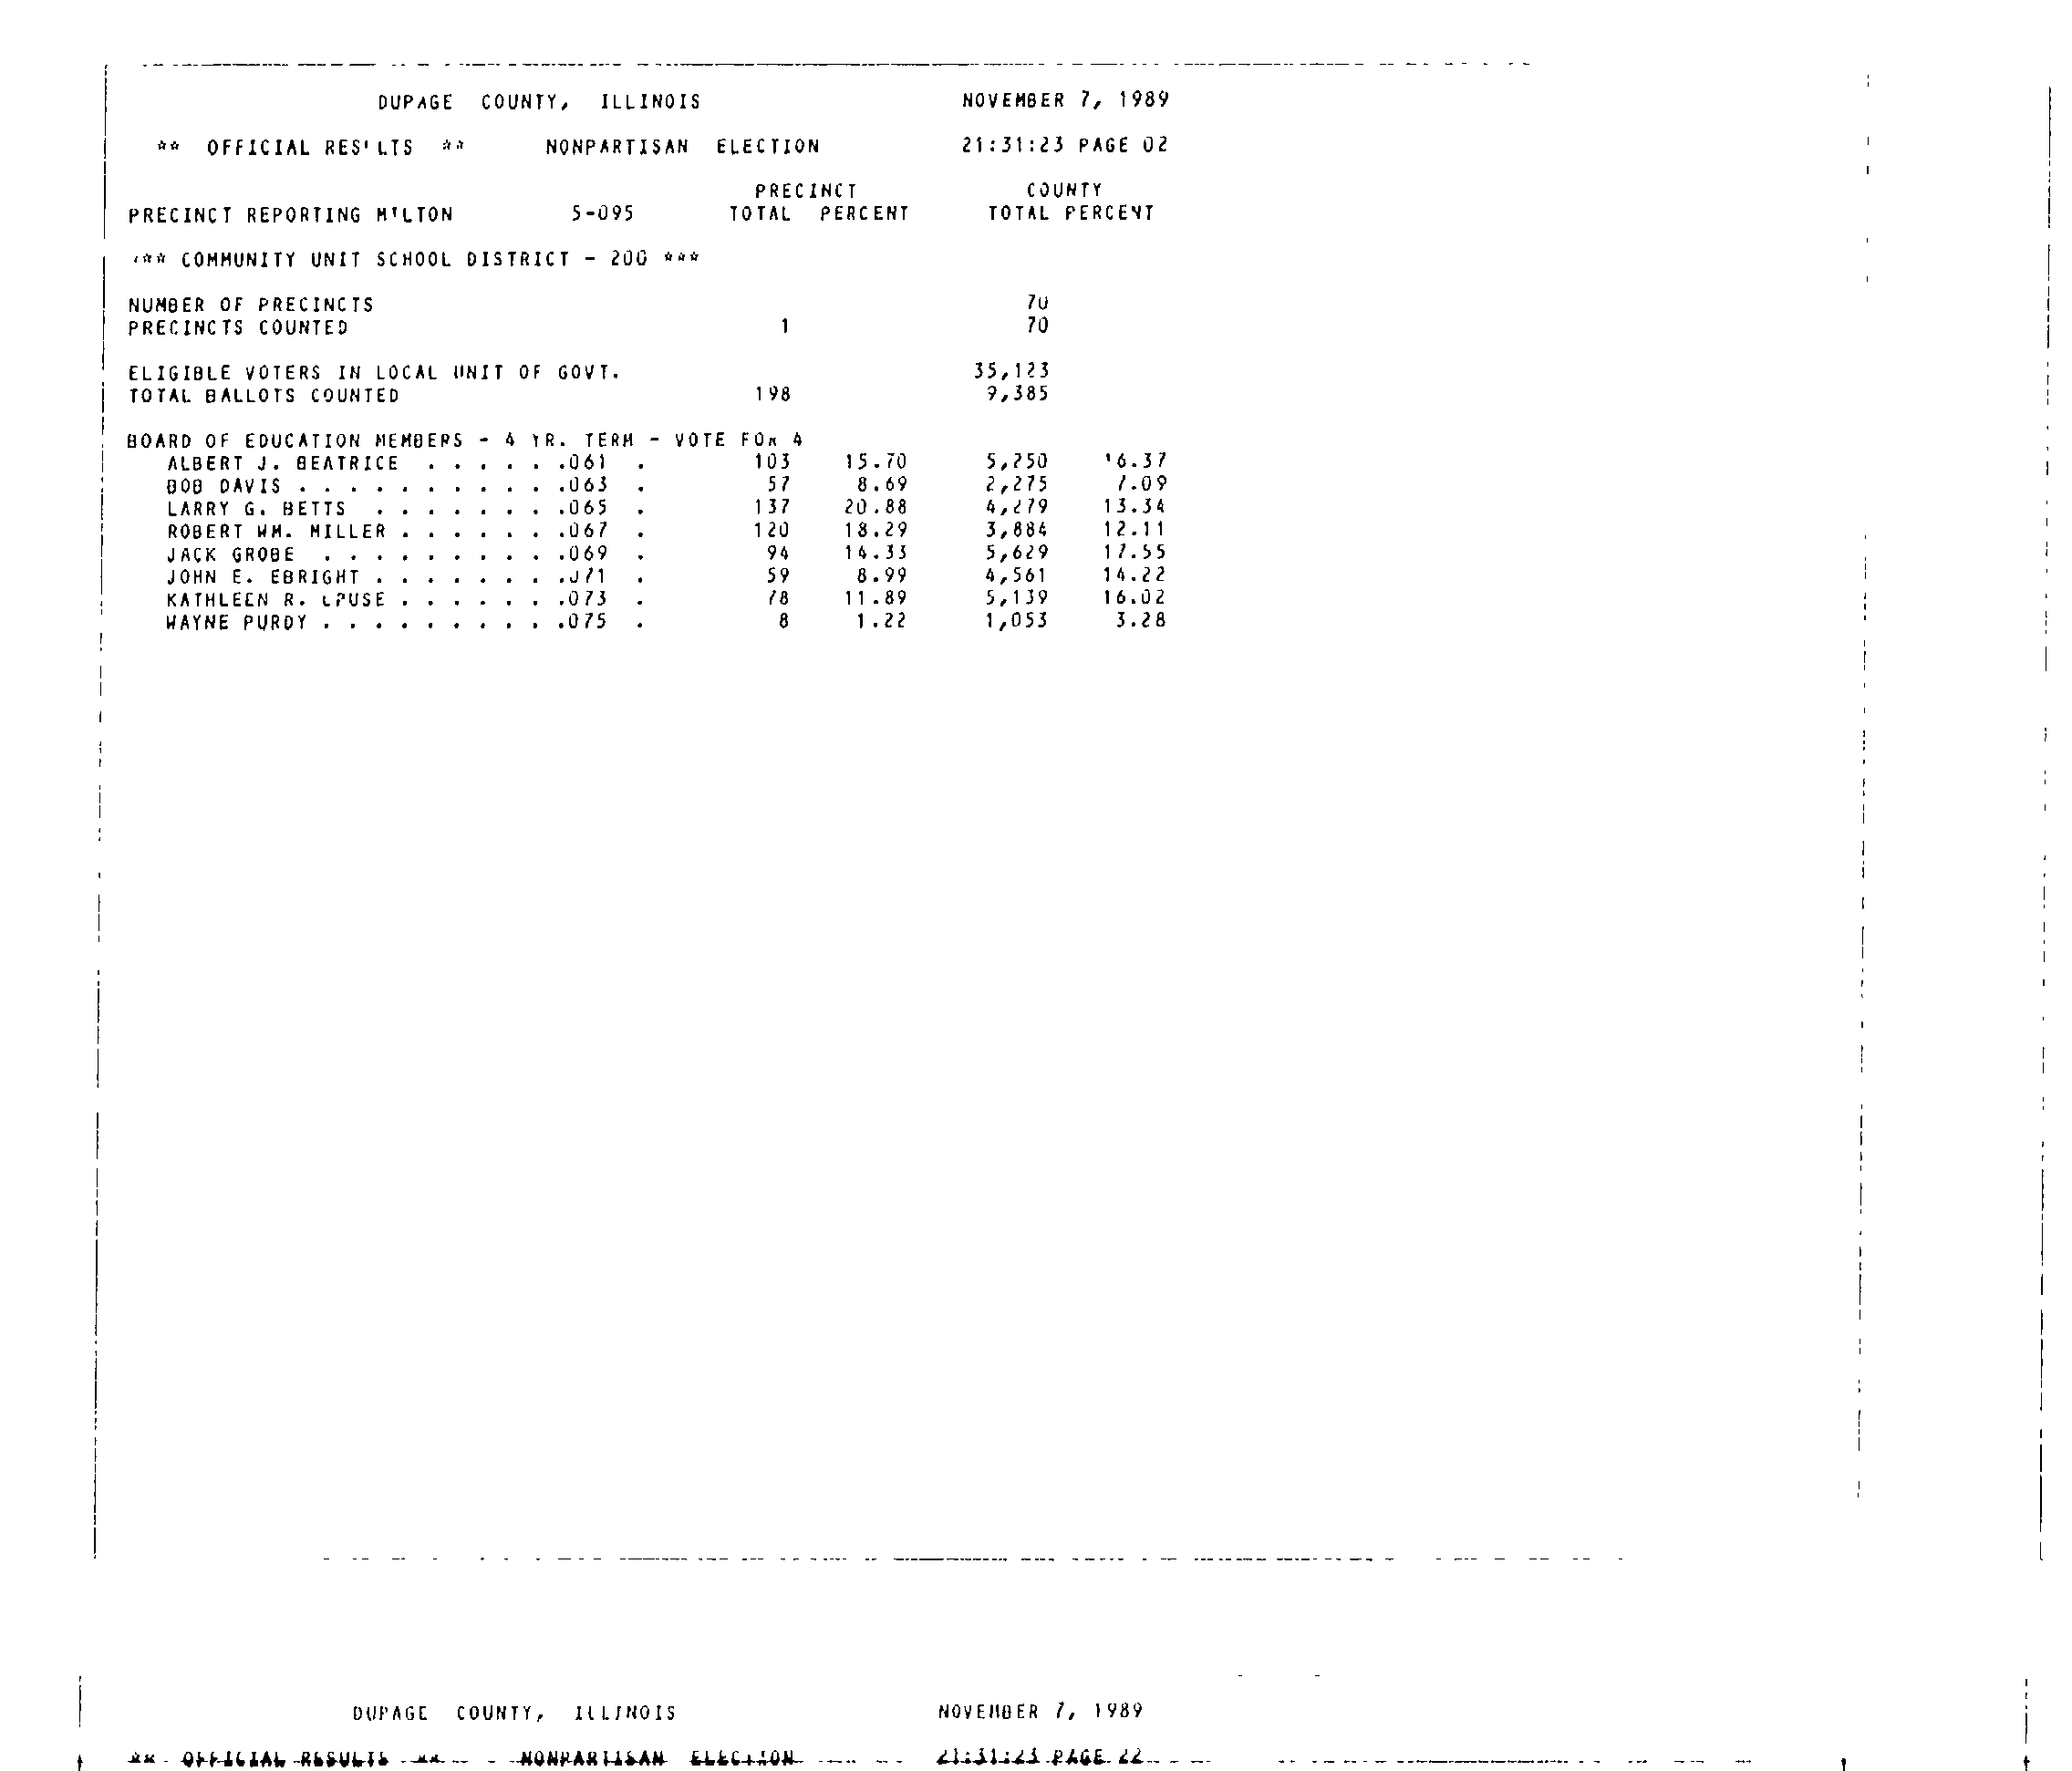 DUPAGE COUNTY, ILLINOIS NOVEMBER 7, 1989
** OFFICIAL RESULTS ** NONPARTISAN ELECTION 21:31:23 PAGE 02
PRECINCT COUNTY
PRECINCT REPORTING MILTON 5-095 TOTAL PERCENT TOTAL PERCENT
*** COMMUNITY UNIT SCHOOL DISTRICT - 200 ***
NUMBER OF PRECINCTS 70
PRECINCTS COUNTED 1 70
ELIGIBLE VOTERS IN LOCAL UNIT OF GOVT. 35,123
TOTAL BALLOTS COUNTED 198 9,385
BOARD OF EDUCATION MEMBERS - 4 YR. TERM - VOTE FOR 4
ALBERT J. BEATRICE . . . . . .061 . 103 15.70 5,250 16.37
BOB DAVIS . . . . . . . . . . .063 . 57 8.69 2,275 7.09
LARRY G. BETTS . . . . . . . .065 . 137 20.88 4,279 13.34
ROBERT WM. MILLER . . . . . . .067 . 120 18.29 3,884 12.11
JACK GROBE . . . . . . . . . .069 . 94 14.33 5,629 17.55
JOHN E. EBRIGHT . . . . . . . .071 . 59 8.99 4,561 14.22
KATHLEEN R. . . . . . . .073 . 78 11.89 5,139 16.02
WAYNE PURDY . . . . . . . . . .075 . 8 1.22 1,053 3.28
DUPAGE COUNTY, ILLINOIS NOVEMBER 7, 1989
** OFFICIAL RESULTS ** NONPARTISAN ELECTION 21:31:23 PAGE 22